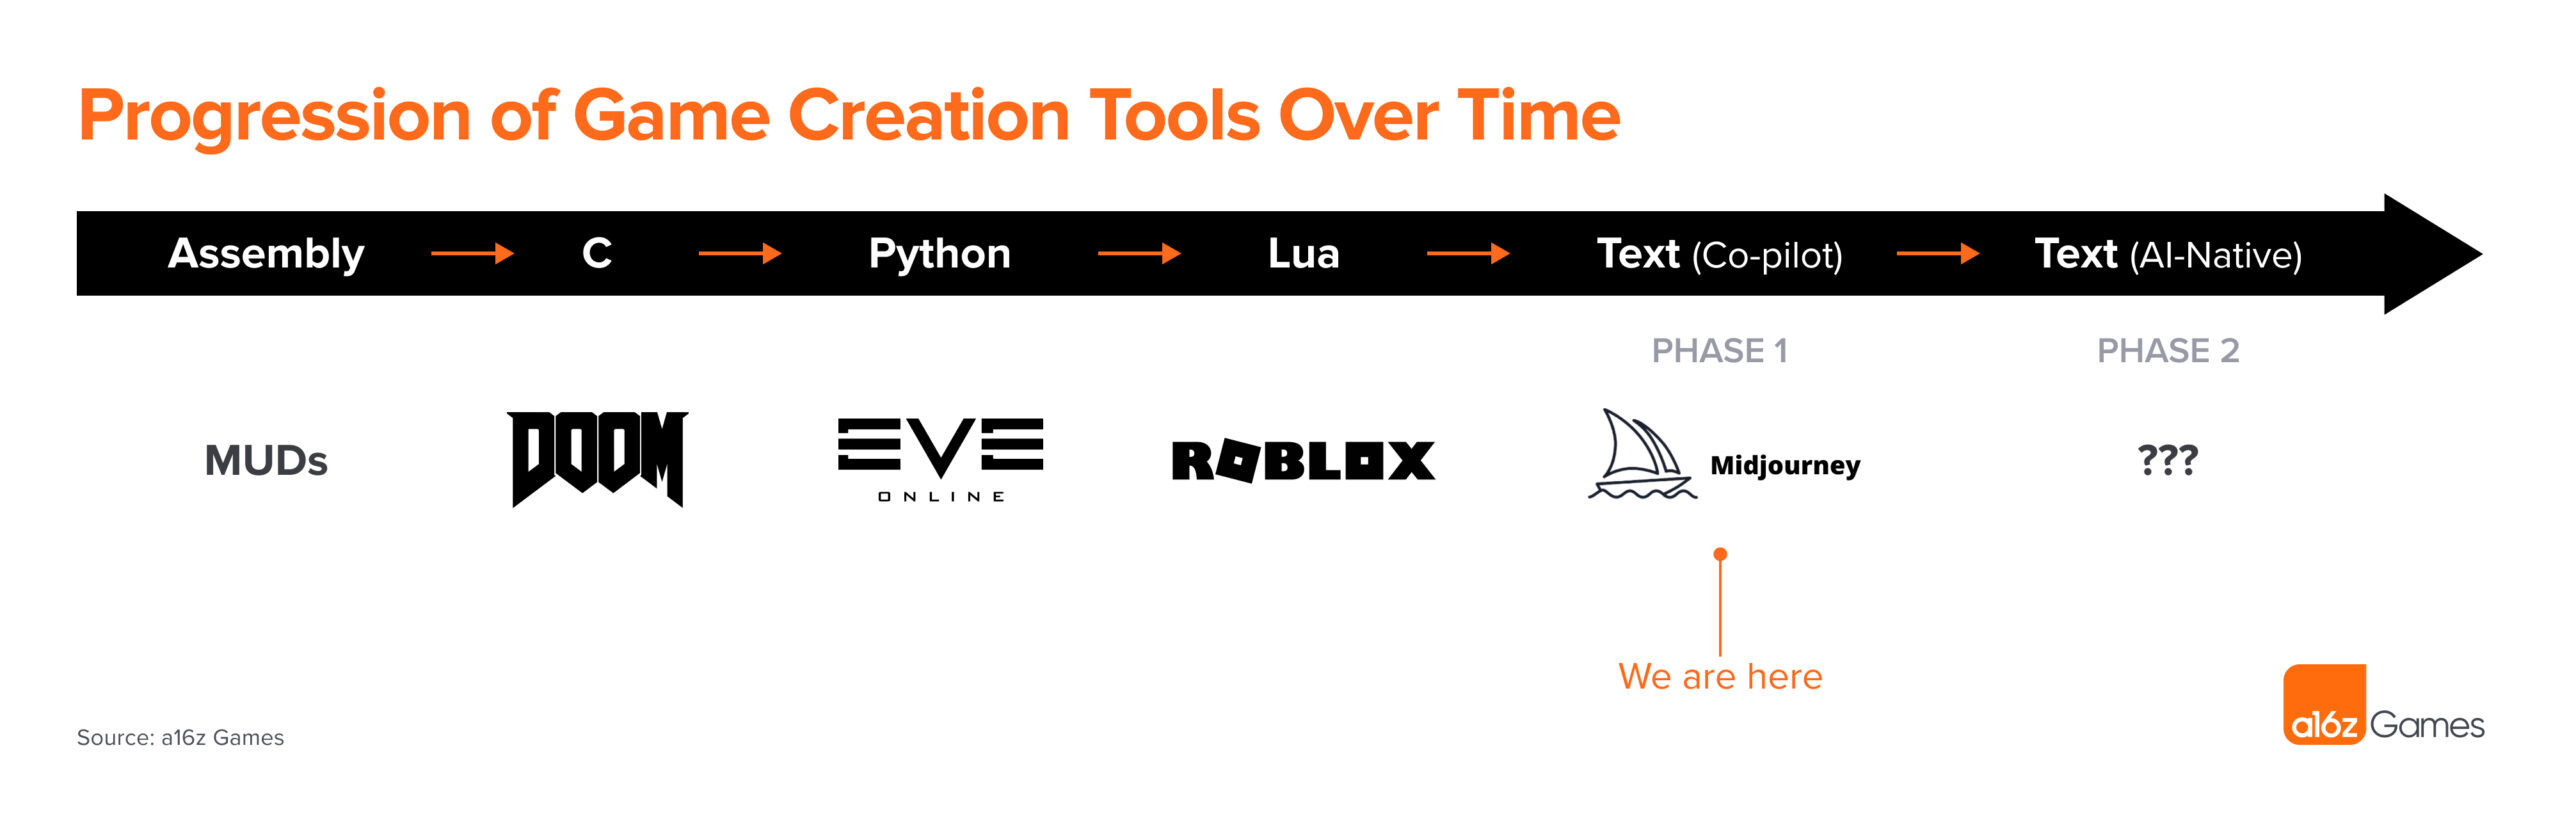 Progression of Game Creation Tools Over Time
Assembly C Python Lua Text (Co-pilot) Text (AI-Native)
PHASE 1 PHASE 2
MUDs DOOM EVE ONLINE ROBLOX Midjourney ???
We are here
Source: a16z Games
a16z Games